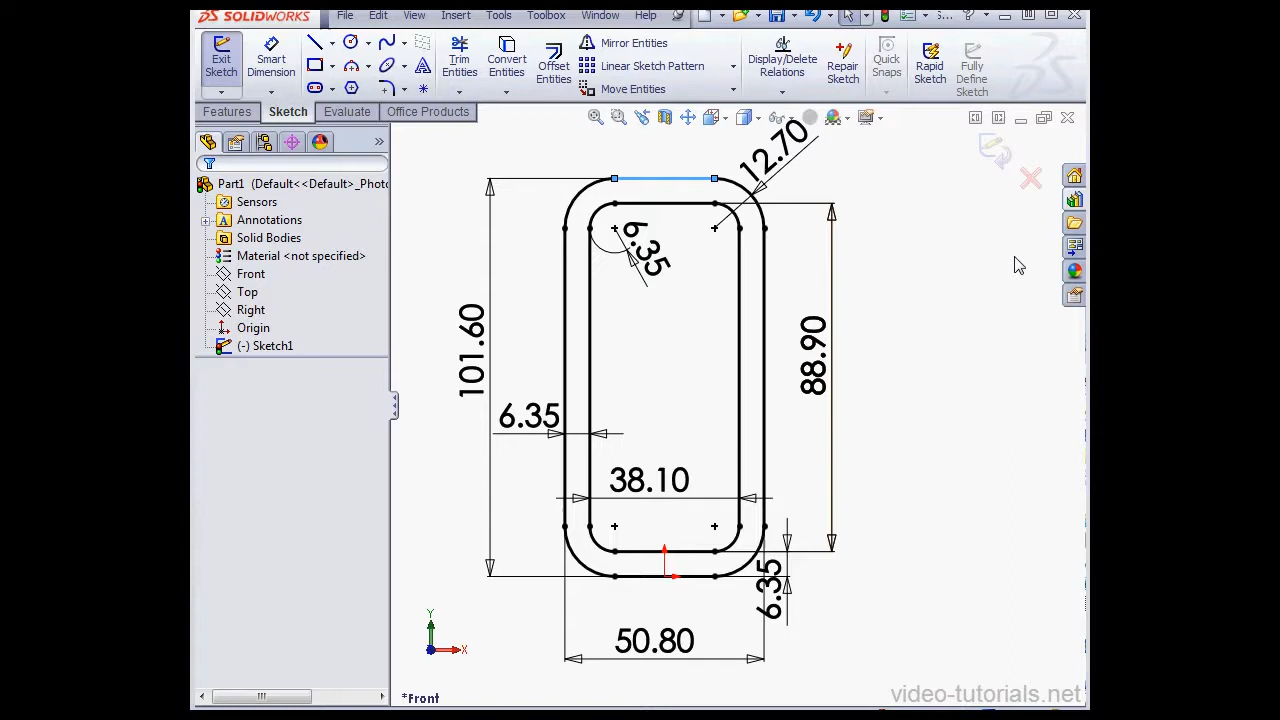 SOLIDWORKS File Edit View Insert Tools Toolbox Window Help S... ?
Exit Sketch
Smart Dimension
Trim Entities
Convert Entities
Offset Entities
Mirror Entities
Linear Sketch Pattern
Move Entities
Display/Delete Relations
Repair Sketch
Quick Snaps
Rapid Sketch
Fully Define Sketch
Features Sketch Evaluate Office Products
Part1 (Default<<Default>_Phot
Sensors
Annotations
Solid Bodies
Material <not specified>
Front
Top
Right
Origin
(-) Sketch1
12.70
6.35
101.60
88.90
6.35
38.10
6.35
50.80
Y
X
*Front
video-tutorials.net